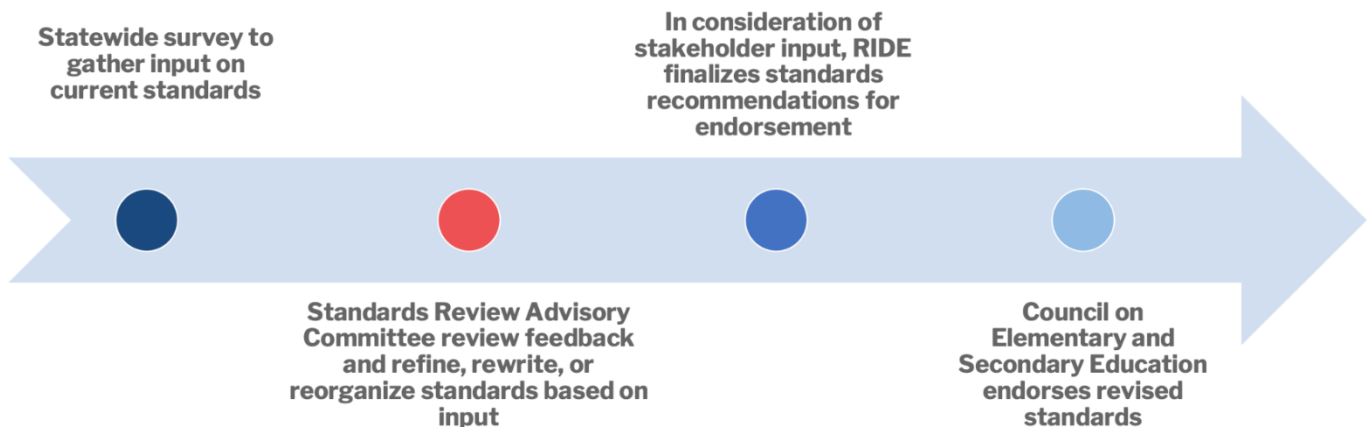 Statewide survey to
gather input on
current standards
Standards Review Advisory
Committee review feedback
and refine, rewrite, or
reorganize standards based on
input
In consideration of
stakeholder input, RIDE
finalizes standards
recommendations for
endorsement
Council on
Elementary and
Secondary Education
endorses revised
standards